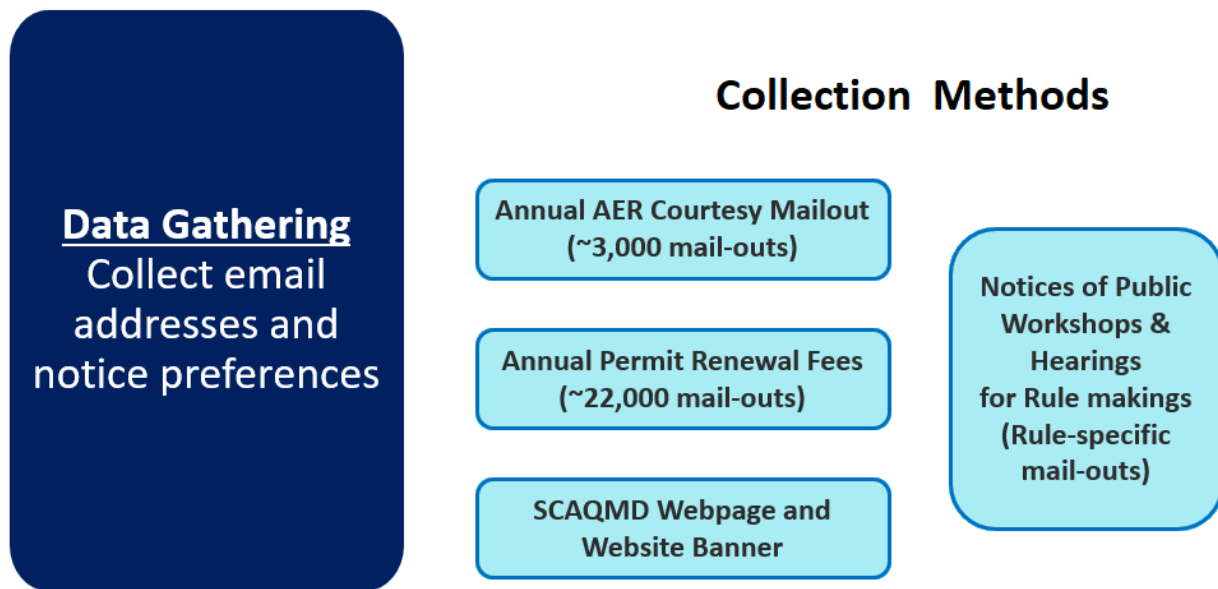 Data Gathering
Collect email
addresses and
notice preferences
Collection Methods
Annual AER Courtesy Mailout
(~3,000 mail-outs)
Annual Permit Renewal Fees
(~22,000 mail-outs)
SCAQMD Webpage and
Website Banner
Notices of Public
Workshops &
Hearings
for Rule makings
(Rule-specific
mail-outs)